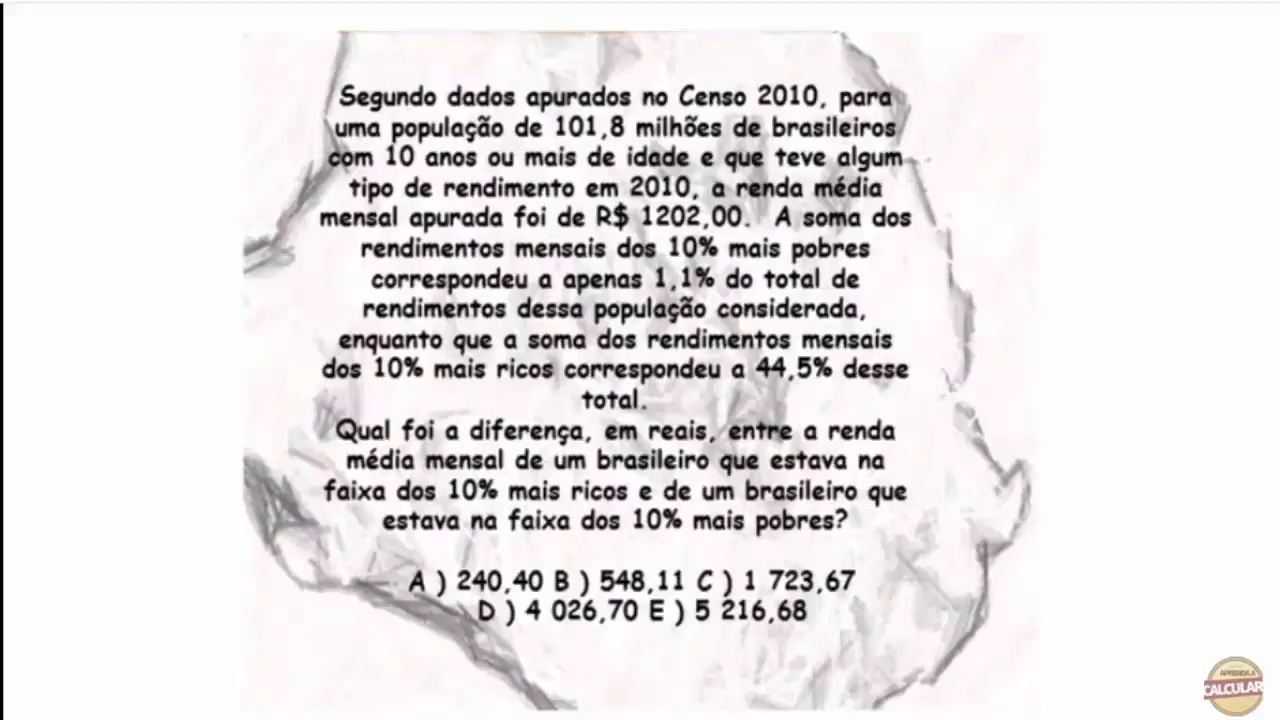 Segundo dados apurados no Censo 2010, para
uma população de 101,8 milhões de brasileiros
com 10 anos ou mais de idade e que teve algum
tipo de rendimento em 2010, a renda média
mensal apurada foi de R$ 1202,00. A soma dos
rendimentos mensais dos 10% mais pobres
correspondeu a apenas 1,1% do total de
rendimentos dessa população considerada,
enquanto que a soma dos rendimentos mensais
dos 10% mais ricos correspondeu a 44,5% desse
total.
Qual foi a diferença, em reais, entre a renda
média mensal de um brasileiro que estava na
faixa dos 10% mais ricos e de um brasileiro que
estava na faixa dos 10% mais pobres?
A ) 240,40 B ) 548,11 C ) 1 723,67
D ) 4 026,70 E ) 5 216,68
APRENDA A
CALCULAR